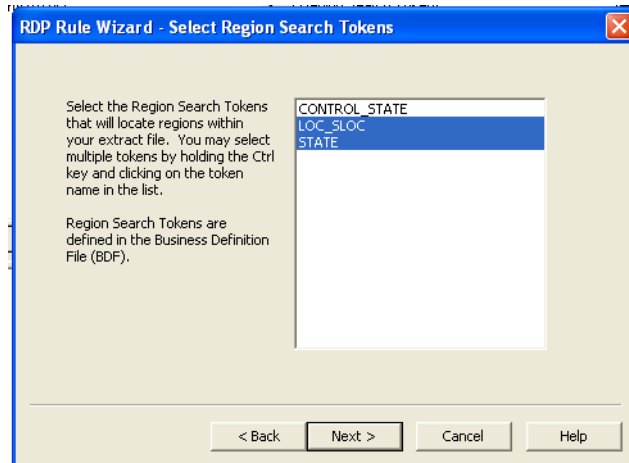 RDP Rule Wizard - Select Region Search Tokens
Select the Region Search Tokens
that will locate regions within
your extract file. You may select
multiple tokens by holding the Ctrl
key and clicking on the token
name in the list.
Region Search Tokens are
defined in the Business Definition
File (BDF).
CONTROL_STATE
LOC_SLOC
STATE
< Back
Next >
Cancel
Help